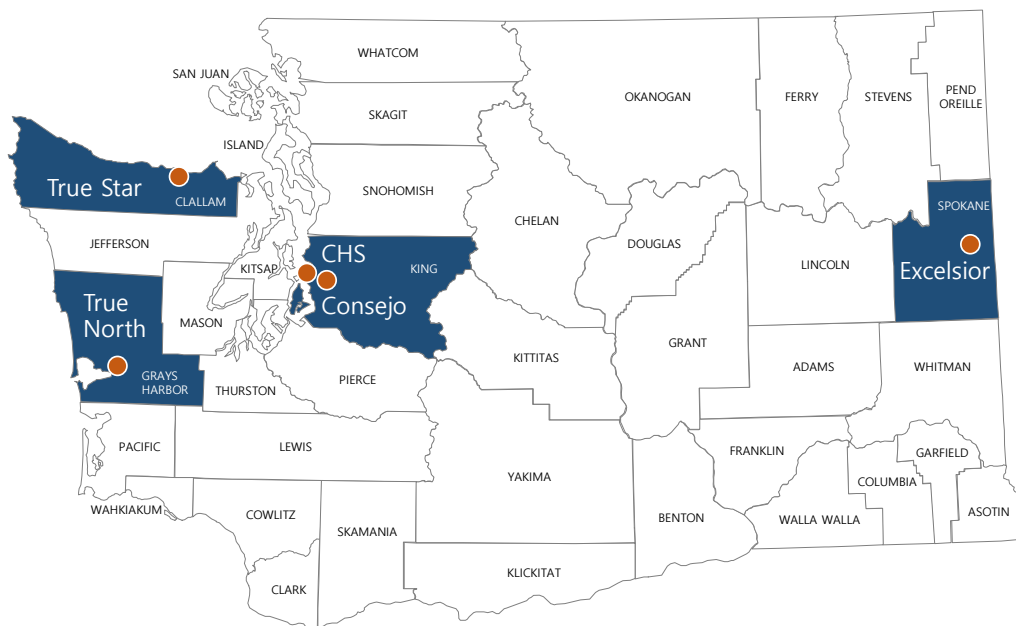 WHATCOM
SAN JUAN
OKANOGAN
FERRY
STEVENS
PEND
OREILLE
SKAGIT
ISLAND
SNOHOMISH
True Star
CLALLAM
CHELAN
DOUGLAS
SPOKANE
JEFFERSON
KITSAP
CHS
KING
Consejo
LINCOLN
Excelsior
True
North
MASON
GRAYS
HARBOR
THURSTON
PIERCE
KITTITAS
GRANT
ADAMS
WHITMAN
PACIFIC
LEWIS
YAKIMA
FRANKLIN
GARFIELD
COLUMBIA
WAHKIAKUM
COWLITZ
SKAMANIA
BENTON
WALLA WALLA
ASOTIN
CLARK
KLICKITAT